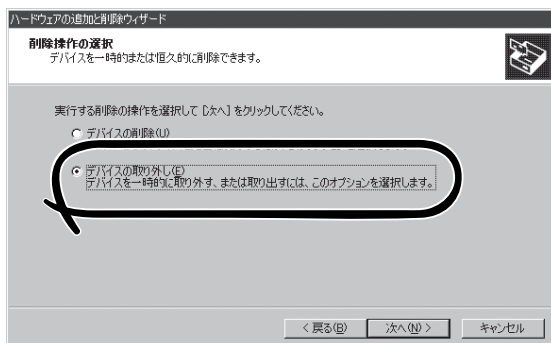 ハードウェアの追加と削除ウィザード
削除操作の選択
デバイスを一時的または恒久的に削除できます。
実行する削除の操作を選択して [次へ] をクリックしてください。
デバイスの削除(U)
デバイスの取り外し(E)
デバイスを一時的に取り外す、または取り出すには、このオプションを選択します。
< 戻る(B)
次へ(N) >
キャンセル